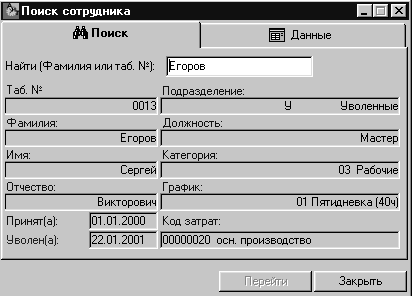 Поиск сотрудника
Поиск
Данные
Найти (Фамилия или таб. №): Егоров
Таб. № Подразделение:
0013 У Уволенные
Фамилия: Должность:
Егоров Мастер
Имя: Категория:
Сергей 03 Рабочие
Отчество: График:
Викторович 01 Пятидневка (40ч)
Принят(а): 01.01.2000 Код затрат:
Уволен(а): 22.01.2001 00000020 осн. производство
Перейти Закрыть